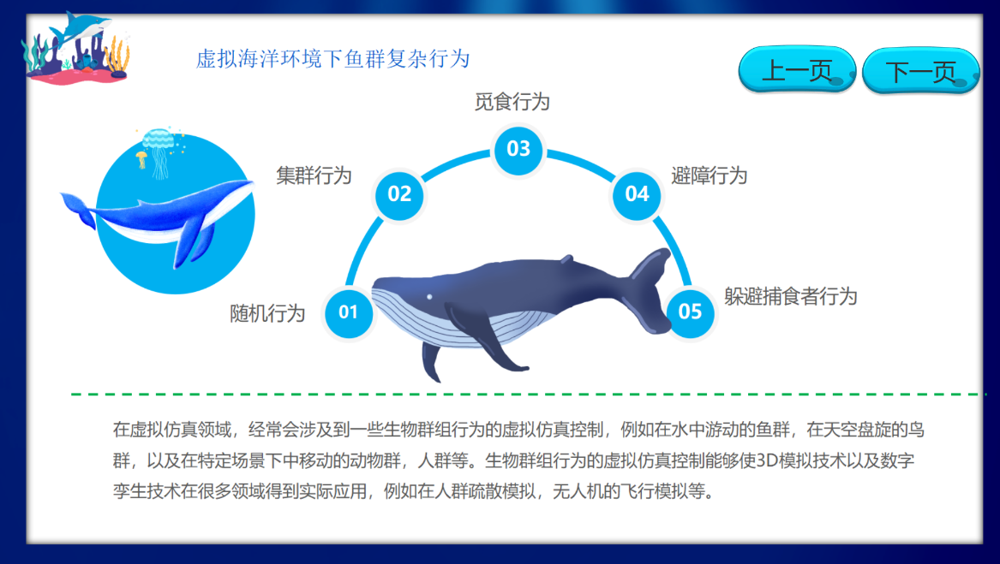 虚拟海洋环境下鱼群复杂行为
上一页
下一页
觅食行为
03
集群行为
02
04
避障行为
随机行为
01
05
躲避捕食者行为
在虚拟仿真领域，经常会涉及到一些生物群组行为的虚拟仿真控制，例如在水中游动的鱼群，在天空盘旋的鸟
群，以及在特定场景下中移动的动物群，人群等。生物群组行为的虚拟仿真控制能够使3D模拟技术以及数字
孪生技术在很多领域得到实际应用，例如在人群疏散模拟，无人机的飞行模拟等。